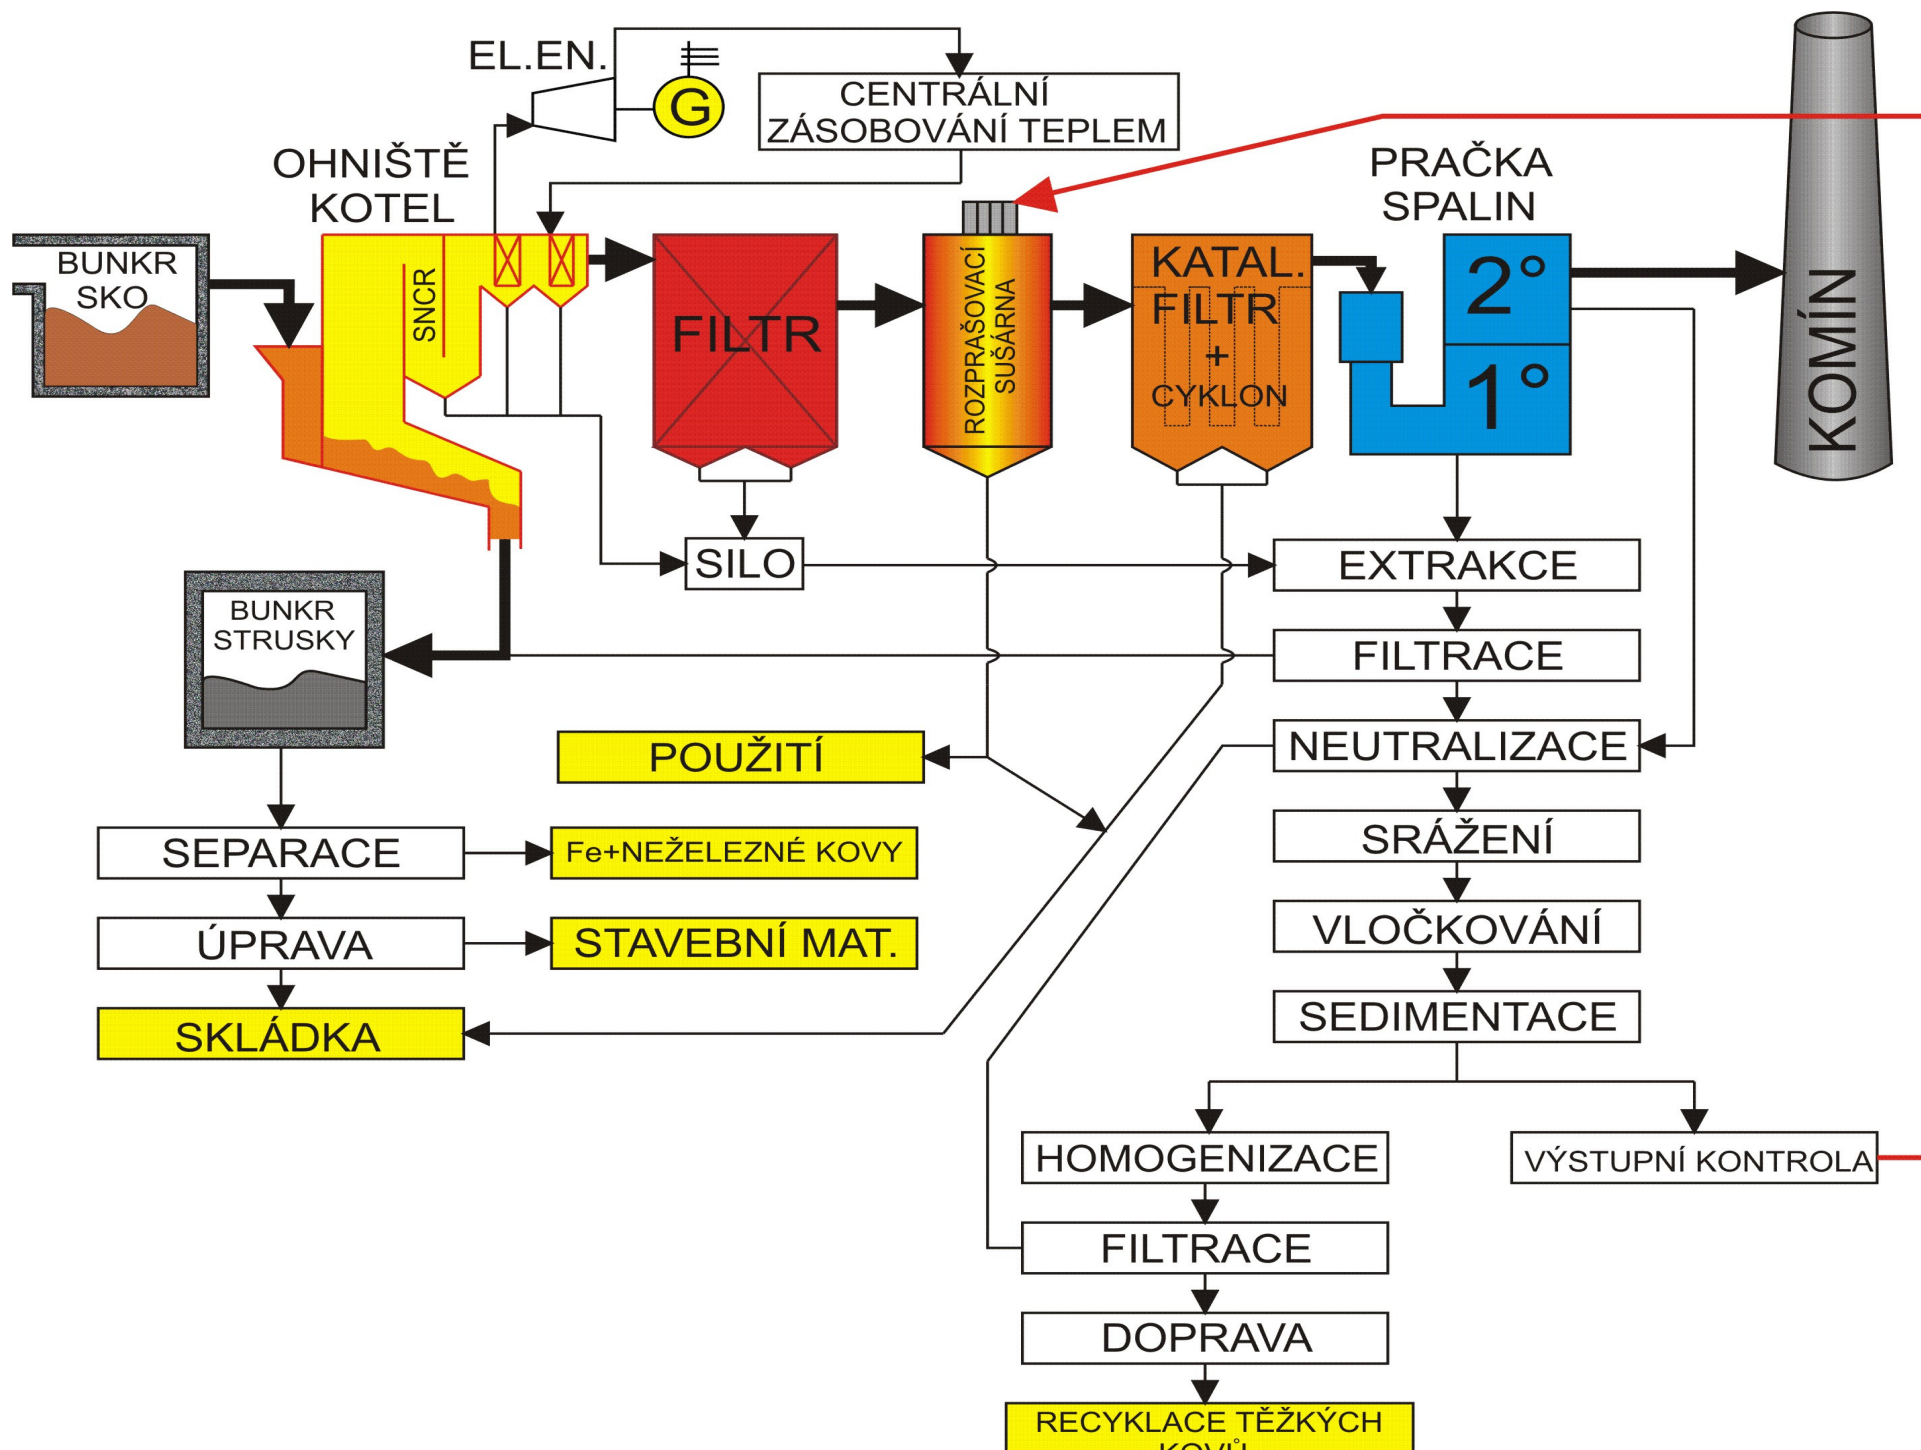 EL.EN.
G
CENTRÁLNÍ
ZÁSOBOVÁNÍ TEPLEM
OHNIŠTĚ
KOTEL
PRAČKA
SPALIN
BUNKR
SKO
SNCR
FILTR
ROZPRAŠOVACÍ
SUŠÁRNA
KATAL.
FILTR
+
CYKLON
2°
1°
KOMÍN
SILO
EXTRAKCE
BUNKR
STRUSKY
FILTRACE
POUŽITÍ
NEUTRALIZACE
SEPARACE
Fe+NEŽELEZNÉ KOVY
SRÁŽENÍ
ÚPRAVA
STAVEBNÍ MAT.
VLOČKOVÁNÍ
SKLÁDKA
SEDIMENTACE
HOMOGENIZACE
VÝSTUPNÍ KONTROLA
FILTRACE
DOPRAVA
RECYKLACE TĚŽKÝCH
KOVŮ